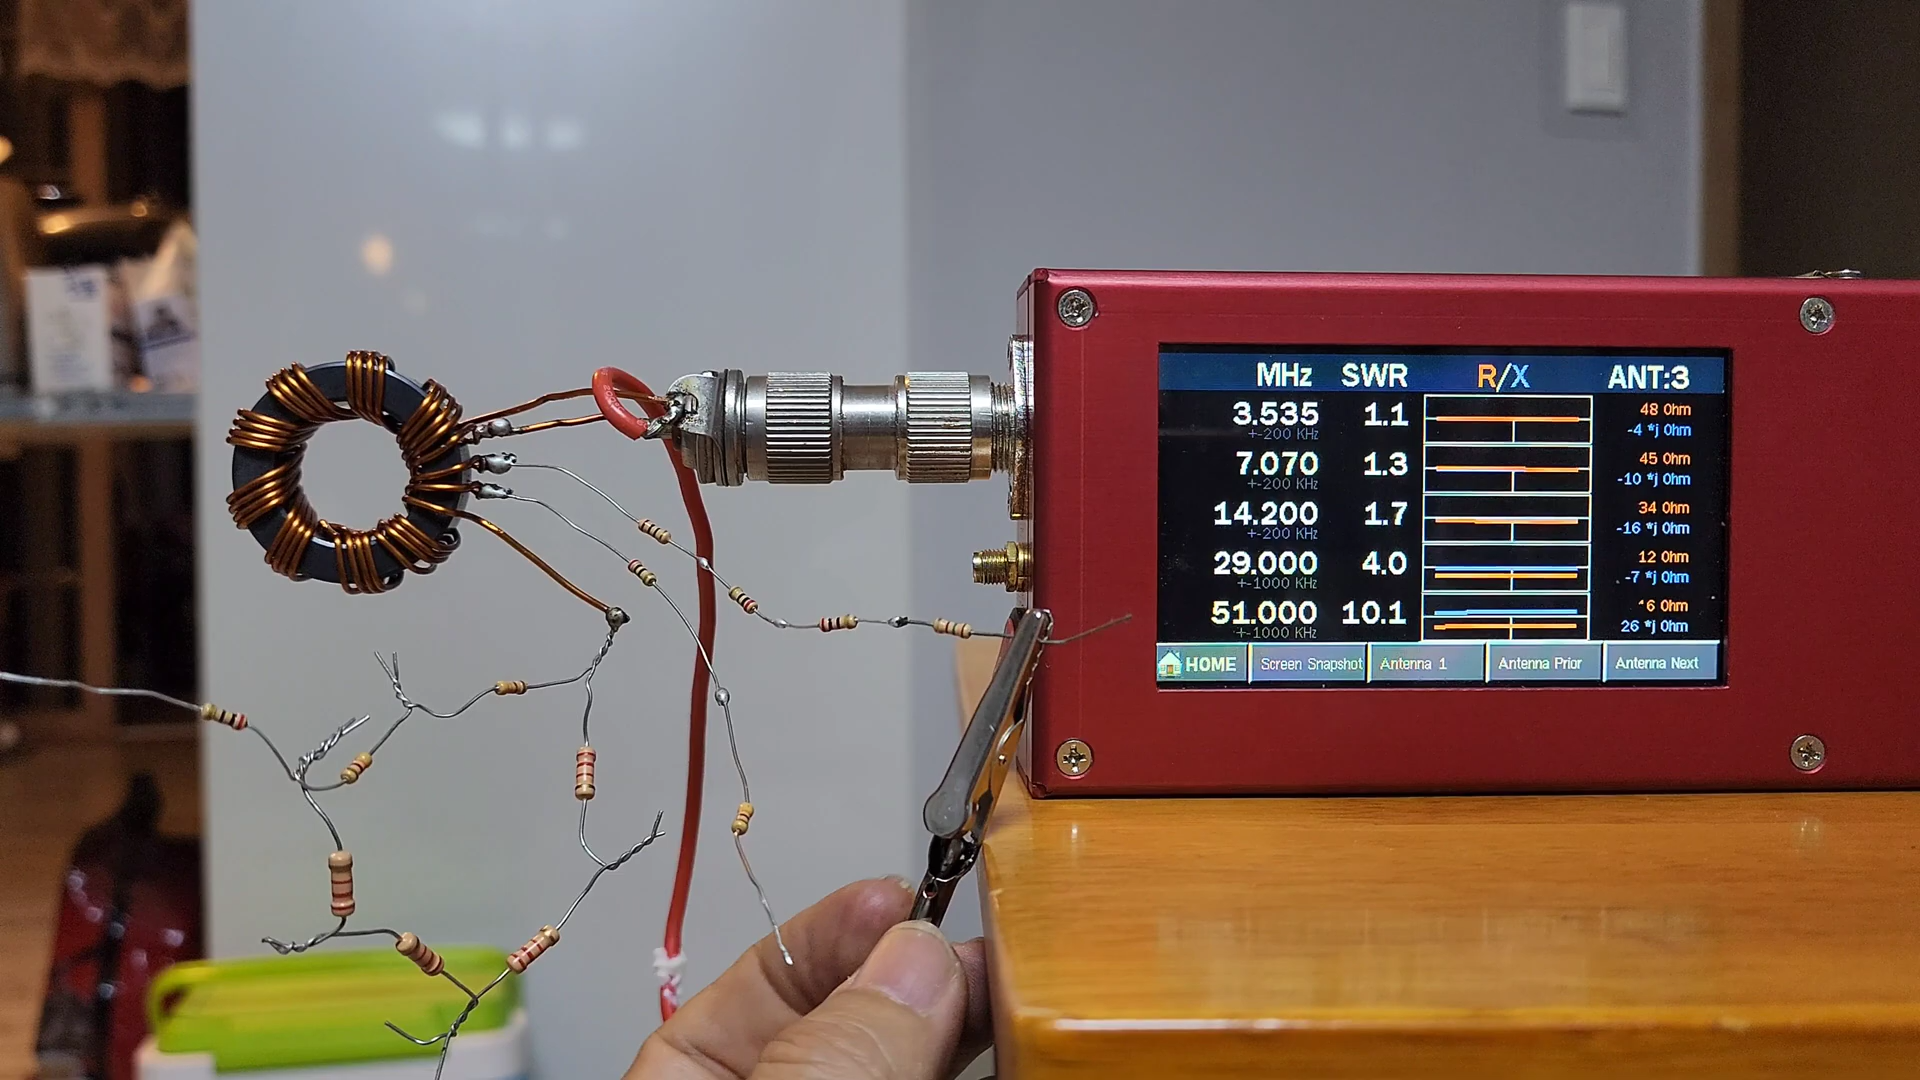 MHz SWR R/X ANT:3
3.535 1.1 48 Ohm
+-200 KHz -4 *j Ohm
7.070 1.3 45 Ohm
+-200 KHz -10 *j Ohm
14.200 1.7 34 Ohm
+-200 KHz -16 *j Ohm
29.000 4.0 12 Ohm
+-1000 KHz -7 *j Ohm
51.000 10.1 6 Ohm
+-1000 KHz 26 *j Ohm
HOME Screen Snapshot Antenna 1 Antenna Prior Antenna Next